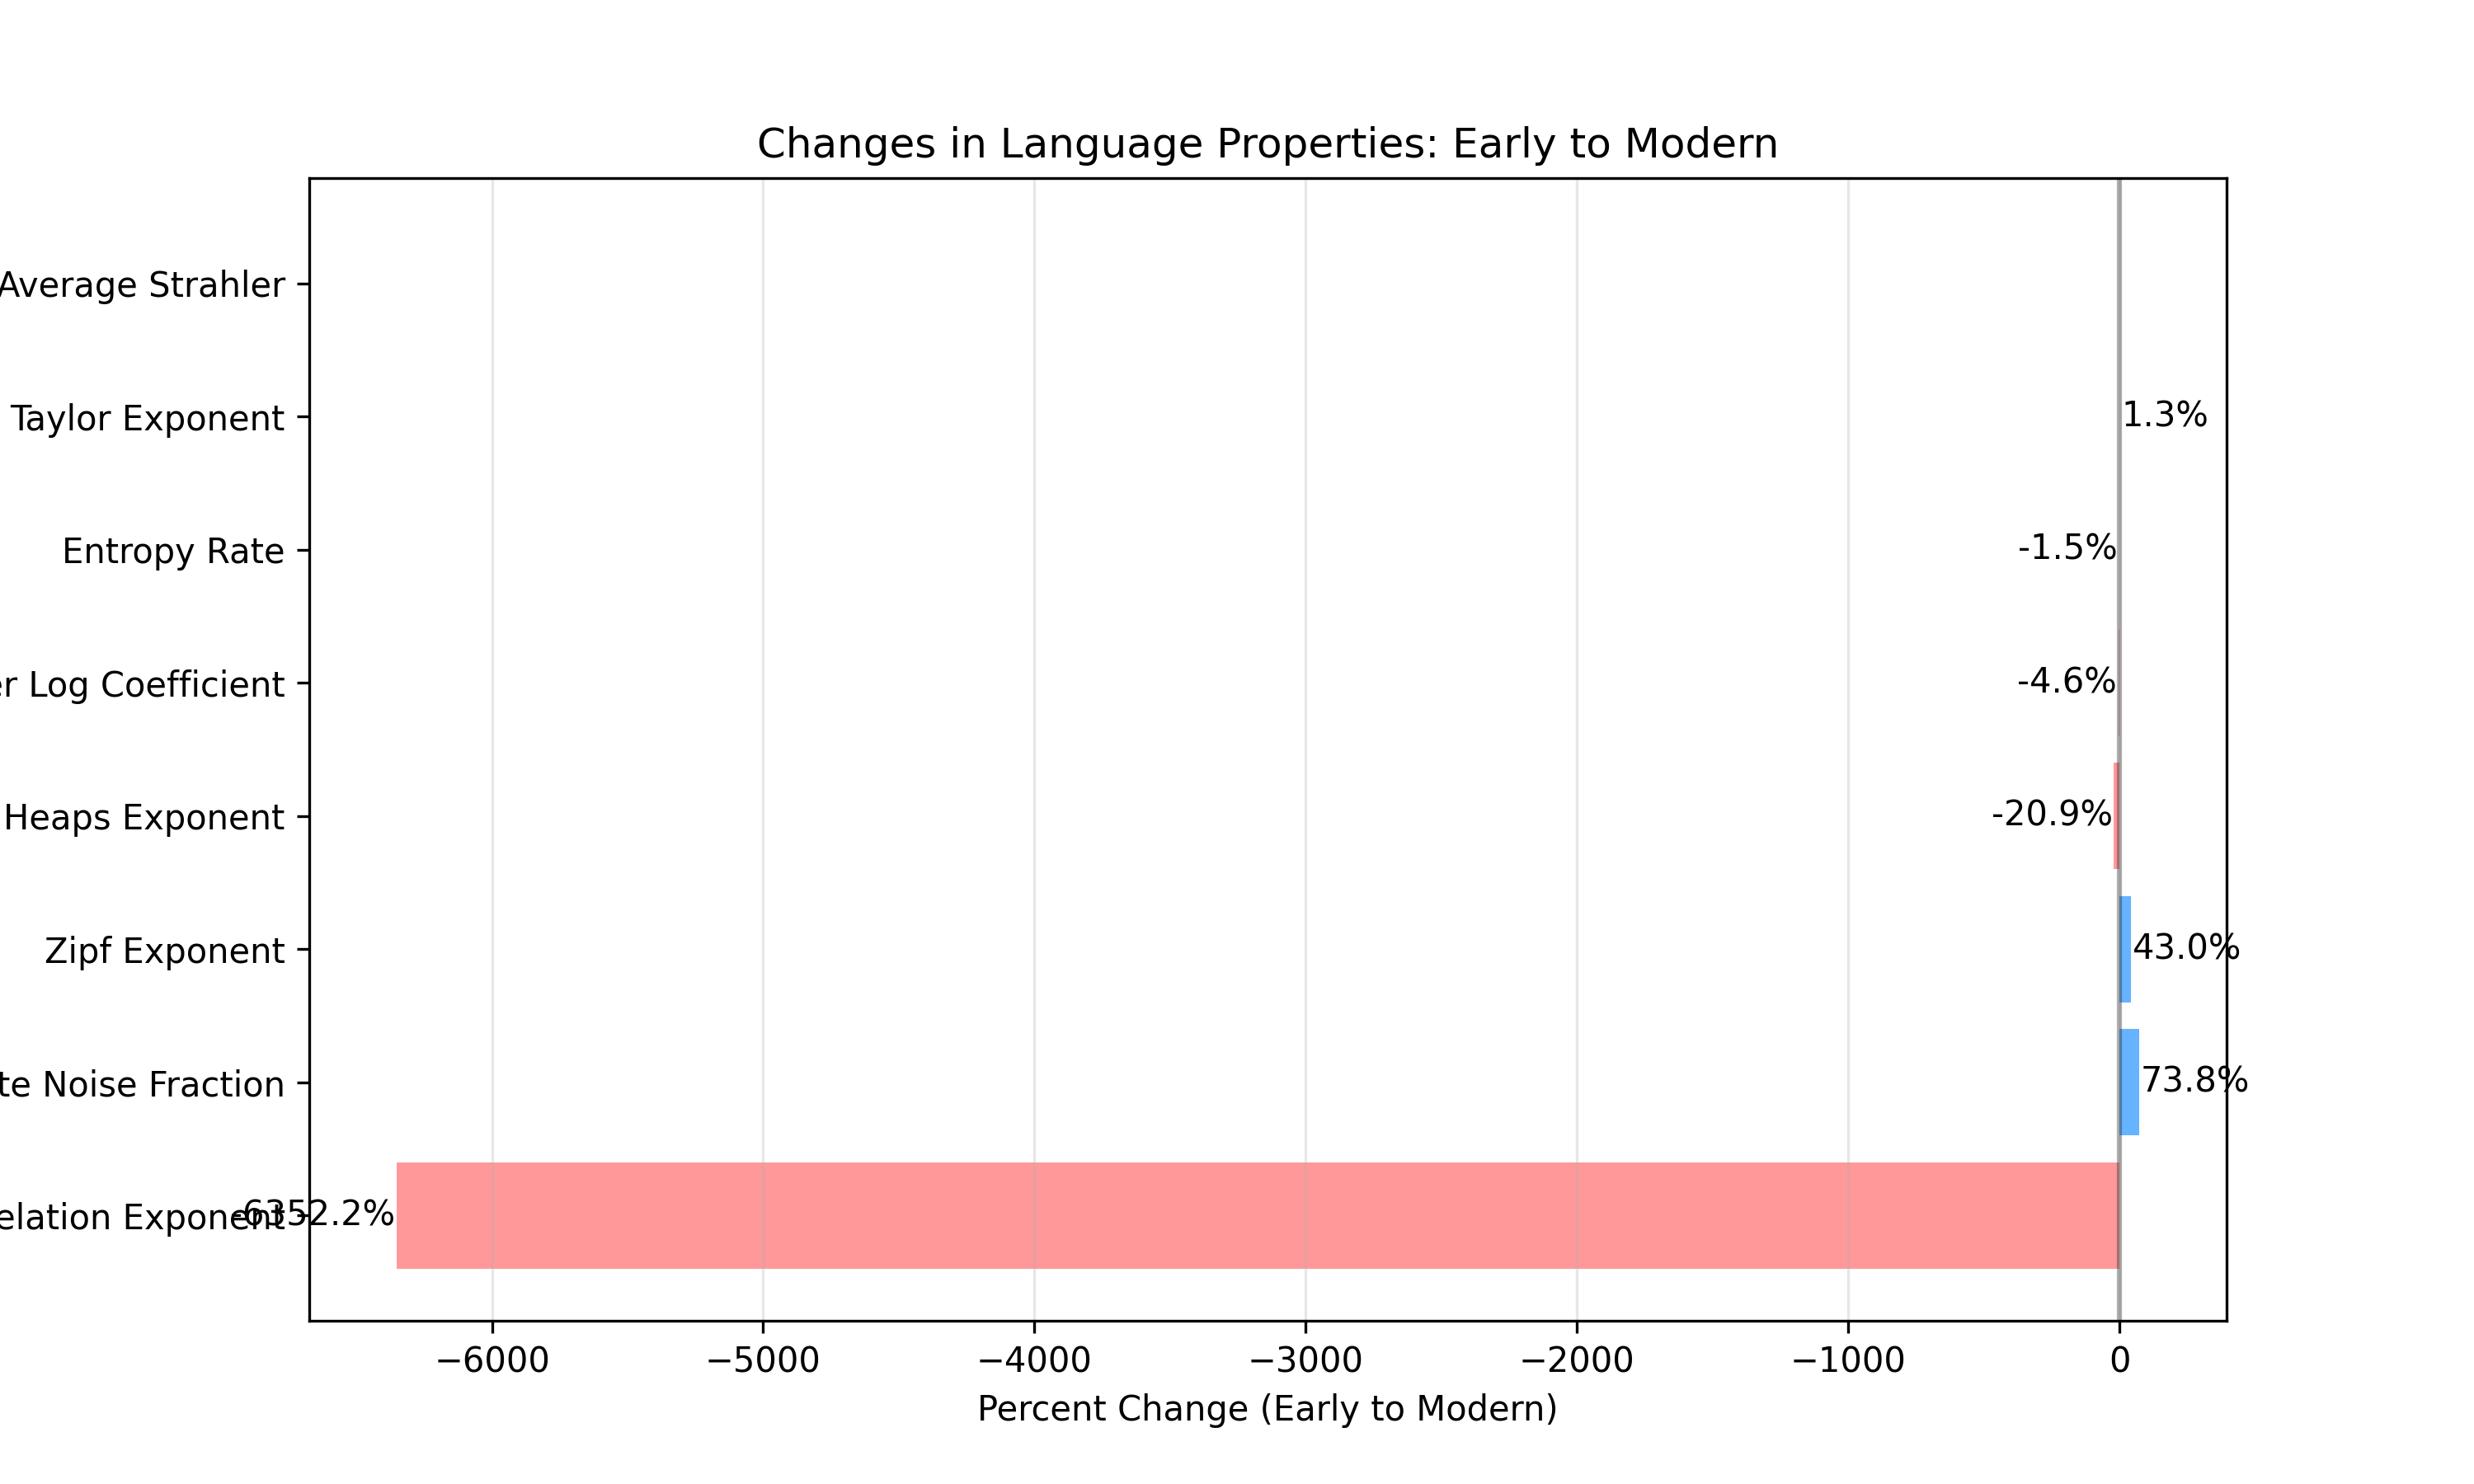 Changes in Language Properties: Early to Modern
Average Strahler
Taylor Exponent
1.3%
Entropy Rate
-1.5%
Log Coefficient
-4.6%
Heaps Exponent
-20.9%
Zipf Exponent
43.0%
Noise Fraction
73.8%
Exponent
-6352.2%
−6000
−5000
−4000
−3000
−2000
−1000
0
Percent Change (Early to Modern)